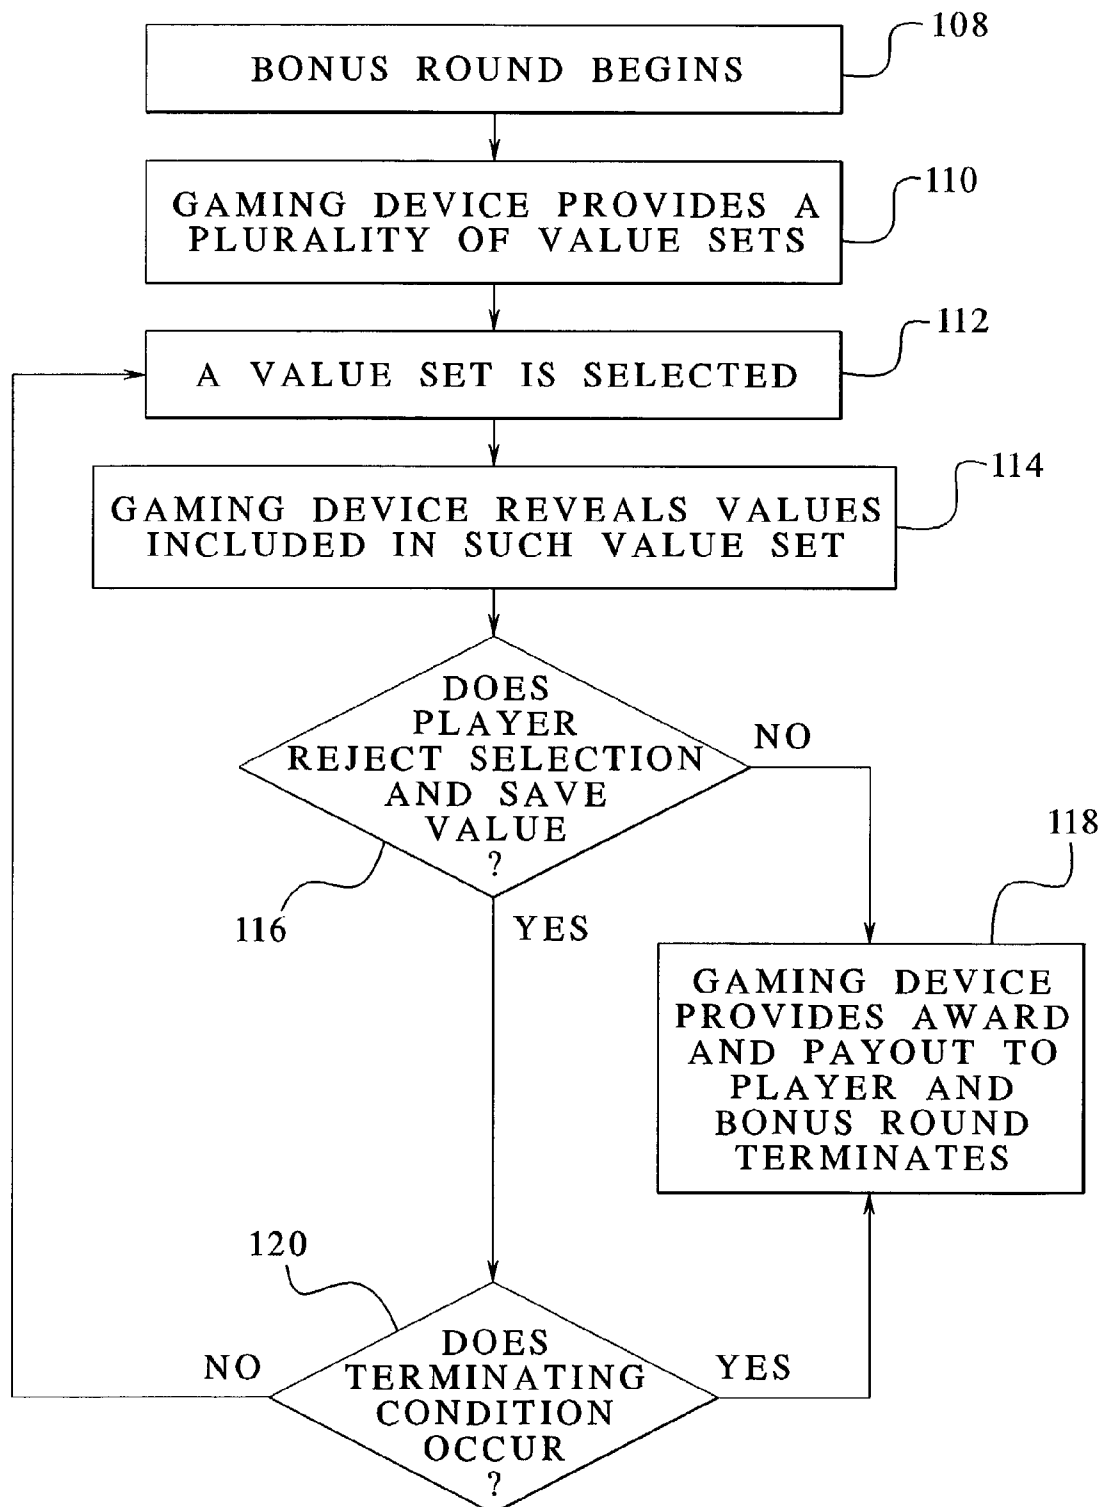 BONUS ROUND BEGINS
108
GAMING DEVICE PROVIDES A
PLURALITY OF VALUE SETS
110
A VALUE SET IS SELECTED
112
GAMING DEVICE REVEALS VALUES
INCLUDED IN SUCH VALUE SET
114
DOES
PLAYER
REJECT SELECTION
AND SAVE
VALUE
?
NO
116
YES
118
GAMING DEVICE
PROVIDES AWARD
AND PAYOUT TO
PLAYER AND
BONUS ROUND
TERMINATES
120
DOES
TERMINATING
CONDITION
OCCUR
?
NO
YES